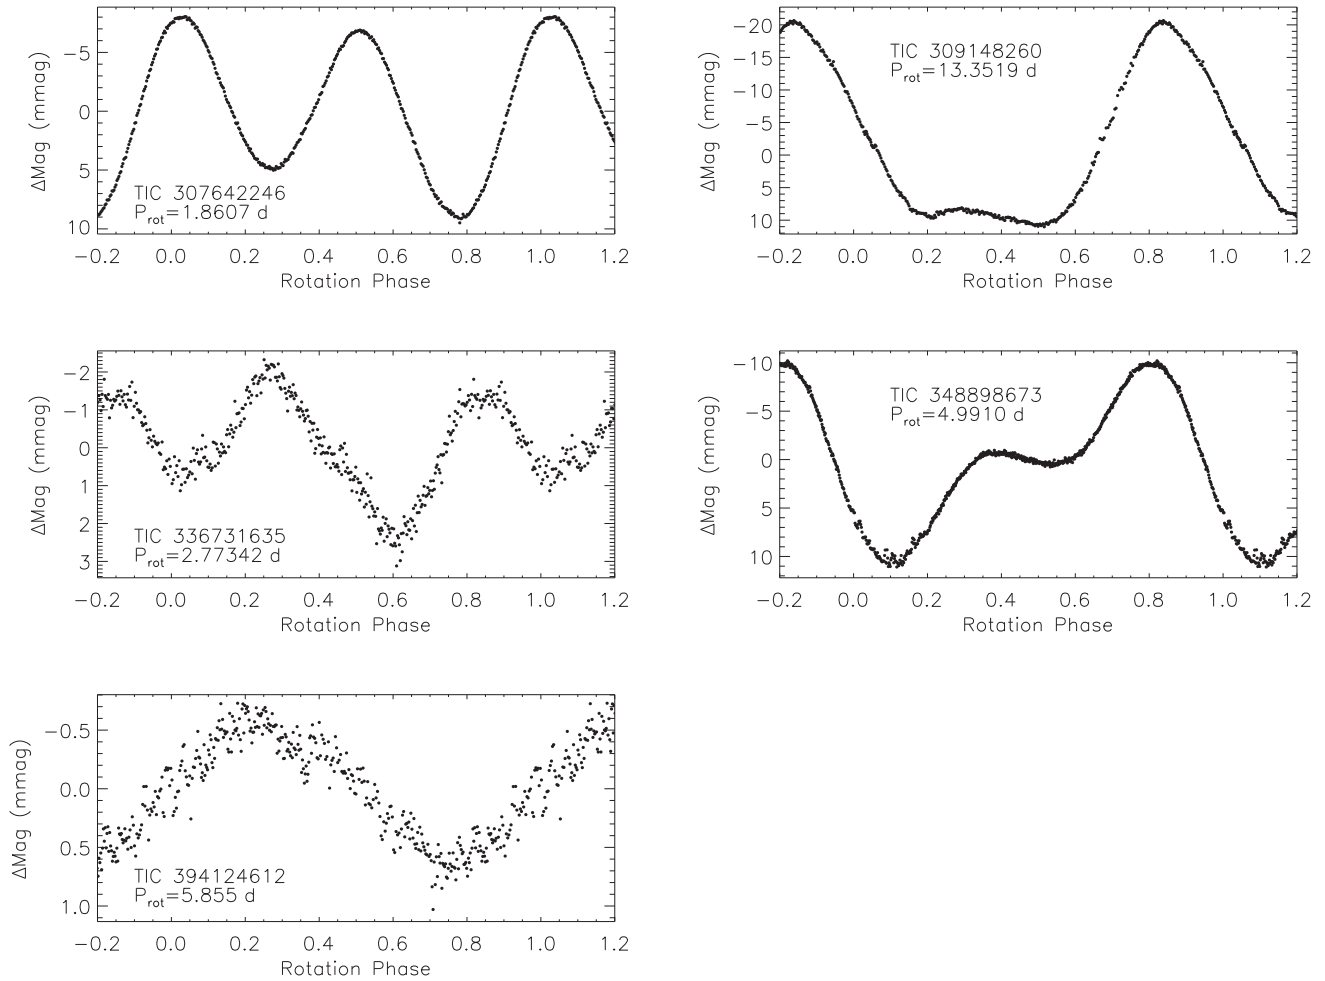 ΔMag (mmag)
−5
0
5
10
TIC 307642246
Prot=1.8607 d
−0.2 0.0 0.2 0.4 0.6 0.8 1.0 1.2
Rotation Phase
ΔMag (mmag)
−20
−15
−10
−5
0
5
10
TIC 309148260
Prot=13.3519 d
−0.2 0.0 0.2 0.4 0.6 0.8 1.0 1.2
Rotation Phase
ΔMag (mmag)
−2
−1
0
1
2
3
TIC 336731635
Prot=2.77342 d
−0.2 0.0 0.2 0.4 0.6 0.8 1.0 1.2
Rotation Phase
ΔMag (mmag)
−10
−5
0
5
10
TIC 348898673
Prot=4.9910 d
−0.2 0.0 0.2 0.4 0.6 0.8 1.0 1.2
Rotation Phase
ΔMag (mmag)
−0.5
0.0
0.5
1.0
TIC 394124612
Prot=5.855 d
−0.2 0.0 0.2 0.4 0.6 0.8 1.0 1.2
Rotation Phase